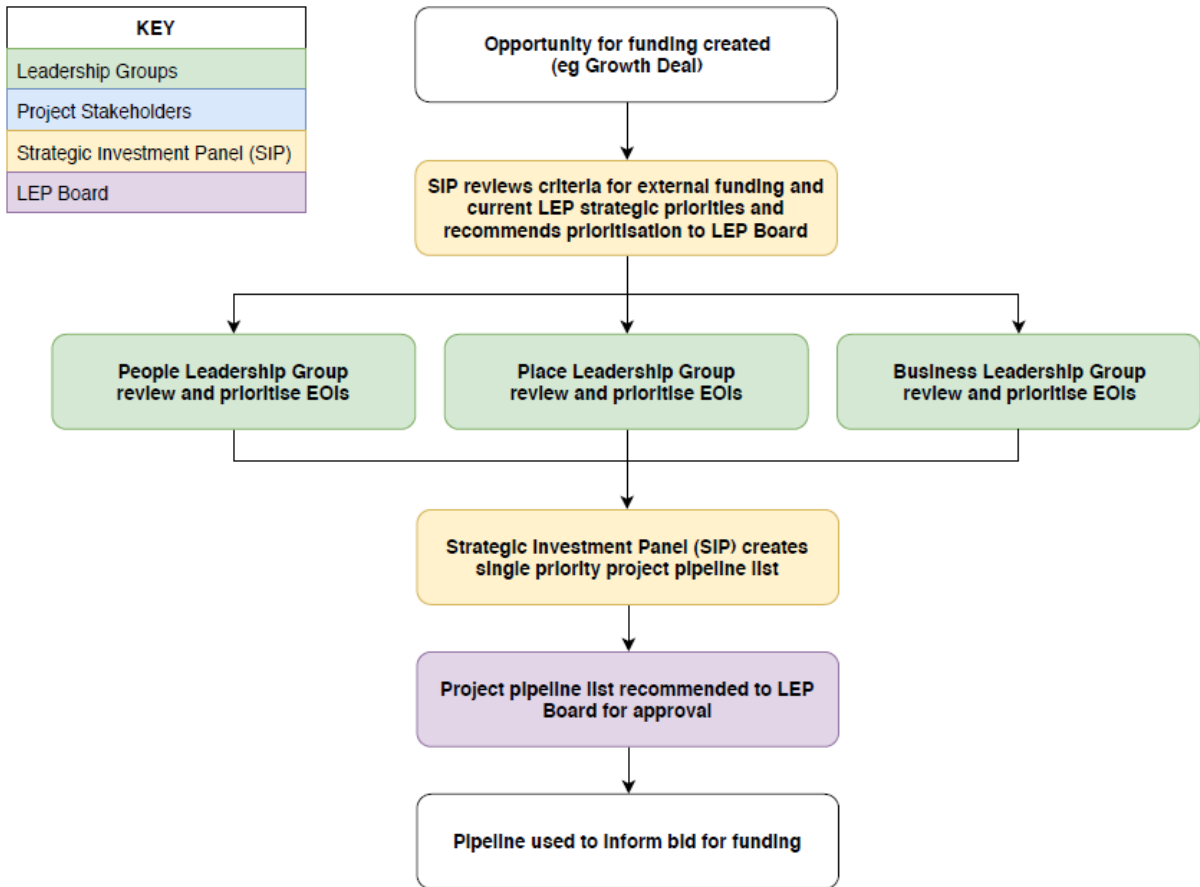 KEY
Leadership Groups
Project Stakeholders
Strategic Investment Panel (SIP)
LEP Board
Opportunity for funding created
(eg Growth Deal)
SIP reviews criteria for external funding and
current LEP strategic priorities and
recommends prioritisation to LEP Board
People Leadership Group
review and prioritise EOIs
Place Leadership Group
review and prioritise EOIs
Business Leadership Group
review and prioritise EOIs
Strategic Investment Panel (SIP) creates
single priority project pipeline list
Project pipeline list recommended to LEP
Board for approval
Pipeline used to inform bid for funding